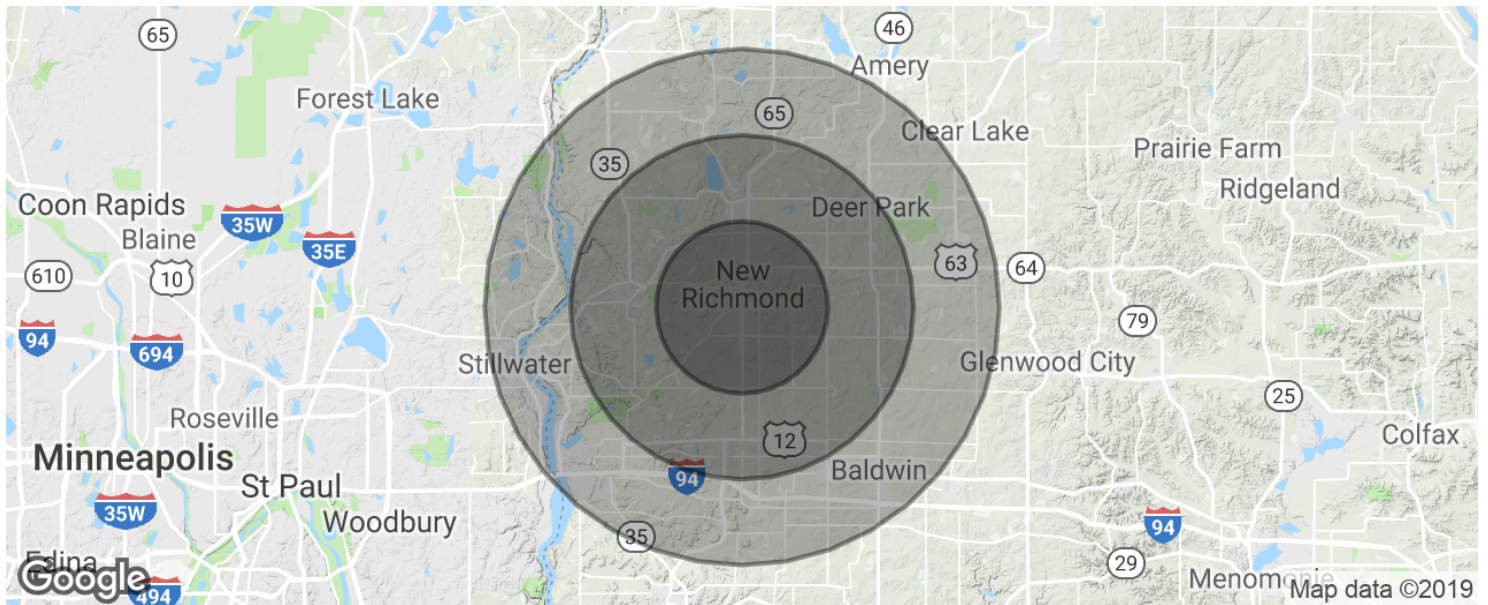 65
46
Amery
Forest Lake
65
Clear Lake
Prairie Farm
35
Ridgeland
Coon Rapids
35W
Deer Park
Blaine
35E
610
10
63
64
New
Richmond
79
94
694
Stillwater
Glenwood City
25
Roseville
Colfax
12
Minneapolis
Baldwin
94
St Paul
35W
Woodbury
94
35
Edina
29
Google
494
Menomonie
Map data ©2019